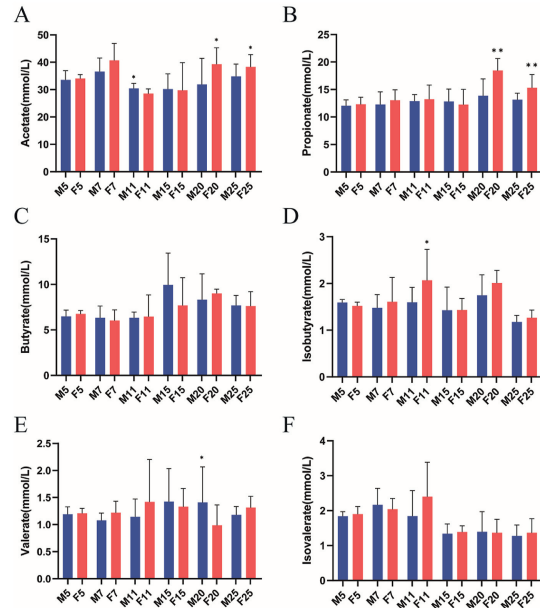 A
Acetate(mmol/L)
50
40
30
20
10
0
* * *
M5 F5 M7 F7 M11 F11 M15 F15 M20 F20 M25 F25
B
Propionate(mmol/L)
25
20
15
10
5
0
** **
M5 F5 M7 F7 M11 F11 M15 F15 M20 F20 M25 F25
C
Butyrate(mmol/L)
15
10
5
0
M5 F5 M7 F7 M11 F11 M15 F15 M20 F20 M25 F25
D
Isobutyrate(mmol/L)
3
2
1
0
*
M5 F5 M7 F7 M11 F11 M15 F15 M20 F20 M25 F25
E
Valerate(mmol/L)
2.5
2.0
1.5
1.0
0.5
0.0
*
M5 F5 M7 F7 M11 F11 M15 F15 M20 F20 M25 F25
F
Isovalerate(mmol/L)
4
3
2
1
0
M5 F5 M7 F7 M11 F11 M15 F15 M20 F20 M25 F25